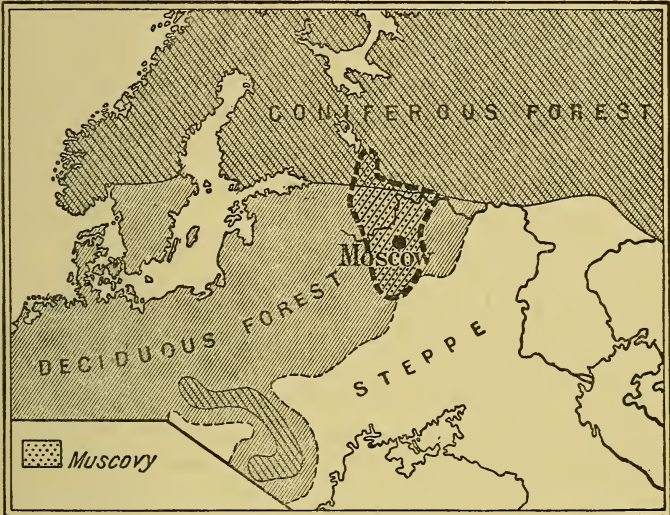 CONIFEROUS FOREST
Moscow
DECIDUOUS FOREST
STEPPE
Muscovy